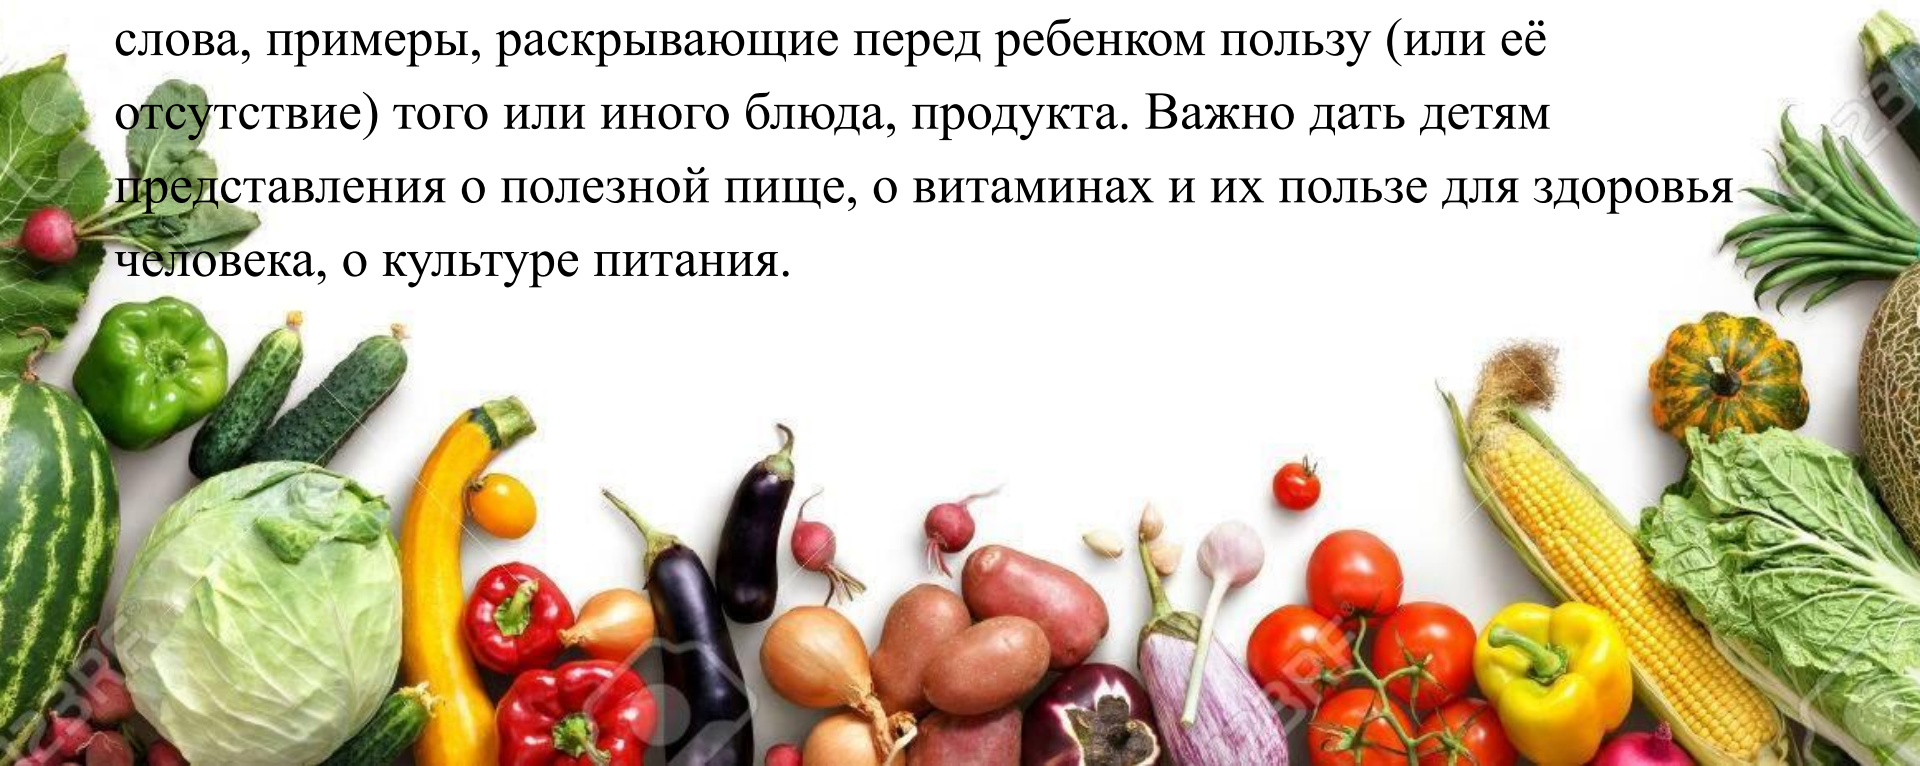 слова, примеры, раскрывающие перед ребенком пользу (или её
отсутствие) того или иного блюда, продукта. Важно дать детям
представления о полезной пище, о витаминах и их пользе для здоровья
человека, о культуре питания.